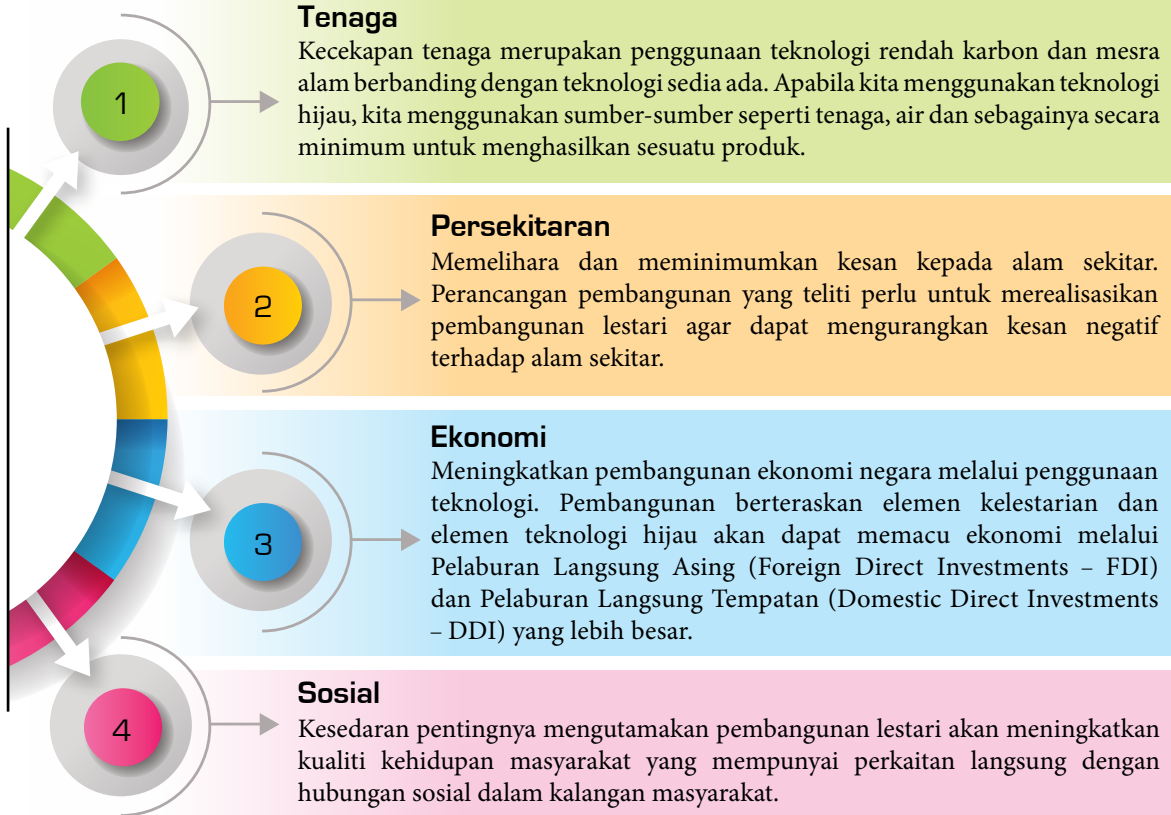 Tenaga
1
Kecekapan tenaga merupakan penggunaan teknologi rendah karbon dan mesra
alam berbanding dengan teknologi sedia ada. Apabila kita menggunakan teknologi
hijau, kita menggunakan sumber-sumber seperti tenaga, air dan sebagainya secara
minimum untuk menghasilkan sesuatu produk.
Persekitaran
2
Memelihara dan meminimumkan kesan kepada alam sekitar.
Perancangan pembangunan yang teliti perlu untuk merealisasikan
pembangunan lestari agar dapat mengurangkan kesan negatif
terhadap alam sekitar.
Ekonomi
3
Meningkatkan pembangunan ekonomi negara melalui penggunaan
teknologi. Pembangunan berteraskan elemen kelestarian dan
elemen teknologi hijau akan dapat memacu ekonomi melalui
Pelaburan Langsung Asing (Foreign Direct Investments – FDI)
dan Pelaburan Langsung Tempatan (Domestic Direct Investments
– DDI) yang lebih besar.
Sosial
4
Kesedaran pentingnya mengutamakan pembangunan lestari akan meningkatkan
kualiti kehidupan masyarakat yang mempunyai perkaitan langsung dengan
hubungan sosial dalam kalangan masyarakat.